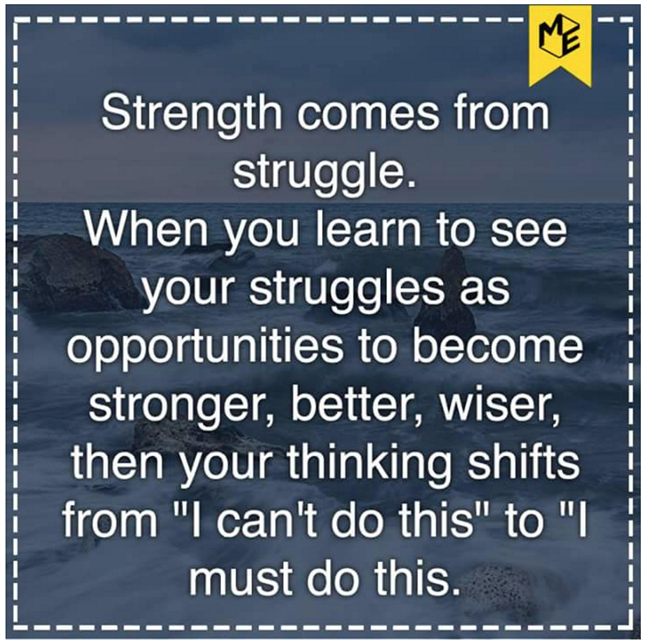 ME
Strength comes from
struggle.
When you learn to see
your struggles as
opportunities to become
stronger, better, wiser,
then your thinking shifts
from "I can't do this" to "I
must do this.